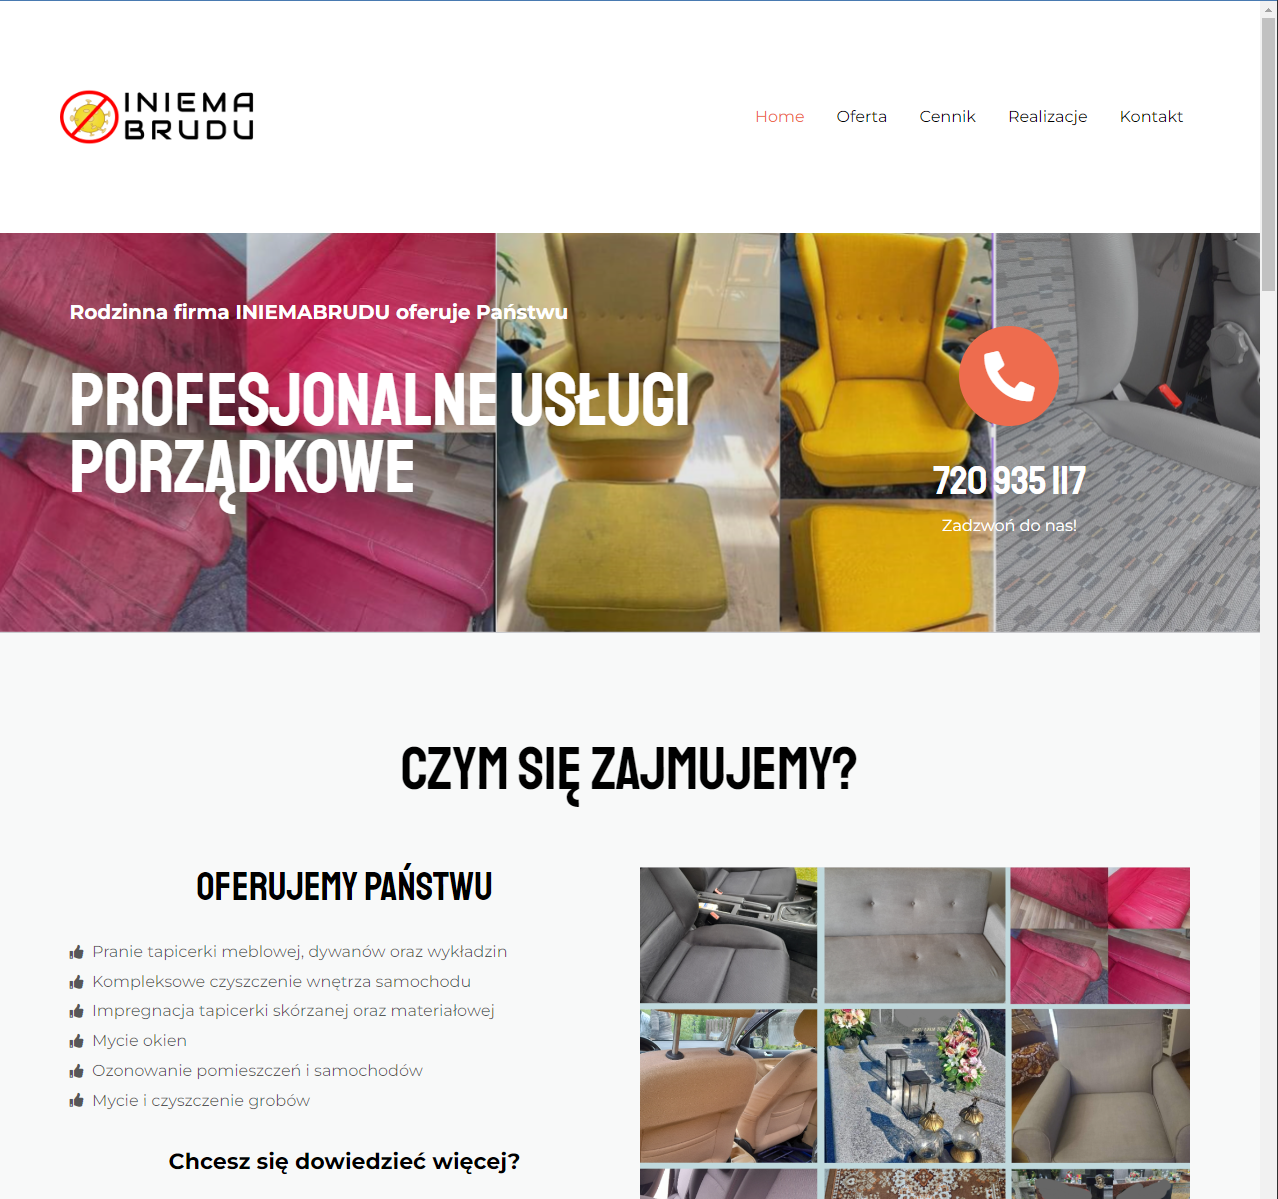 INIEMA
BRUDU
Home
Oferta
Cennik
Realizacje
Kontakt
Rodzinna firma INIEMABRUDU oferuje Państwu
PROFESJONALNE USŁUGI
PORZĄDKOWE
720 935 117
Zadzwoń do nas!
CZYM SIĘ ZAJMUJEMY?
OFERUJEMY PAŃSTWU
Pranie tapicerki meblowej, dywanów oraz wykładzin
Kompleksowe czyszczenie wnętrza samochodu
Impregnacja tapicerki skórzanej oraz materiałowej
Mycie okien
Ozonowanie pomieszczeń i samochodów
Mycie i czyszczenie grobów
Chcesz się dowiedzieć więcej?